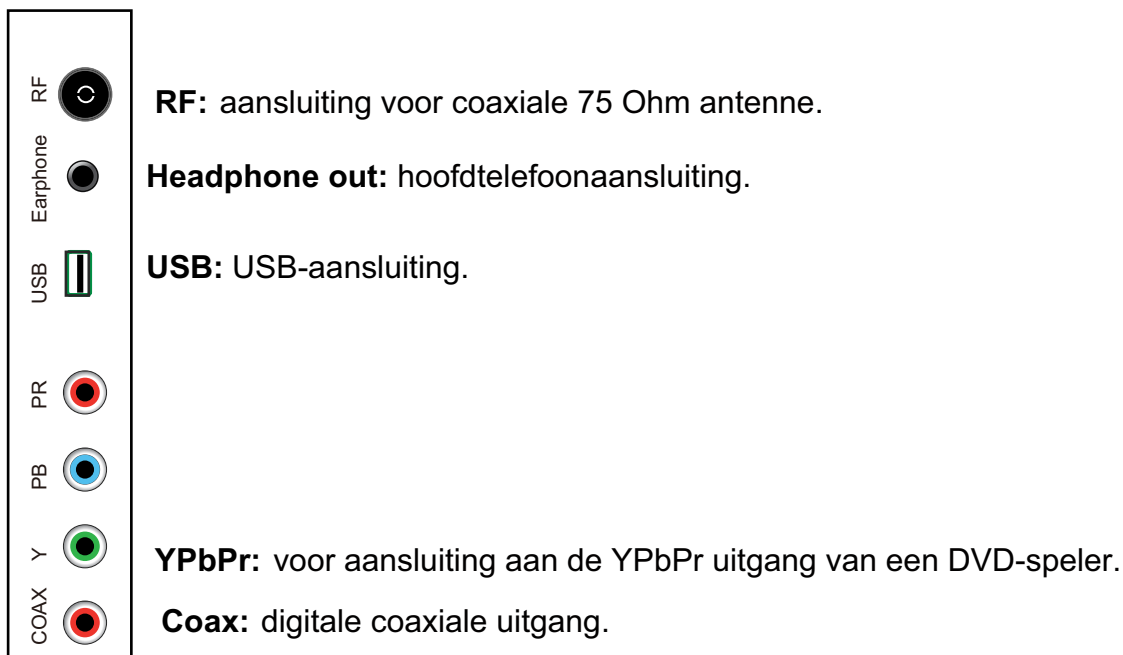 RF
RF: aansluiting voor coaxiale 75 Ohm antenne.
Earphone
Headphone out: hoofdtelefoonaansluiting.
USB
USB: USB-aansluiting.
PR
PB
Y
YPbPr: voor aansluiting aan de YPbPr uitgang van een DVD-speler.
COAX
Coax: digitale coaxiale uitgang.